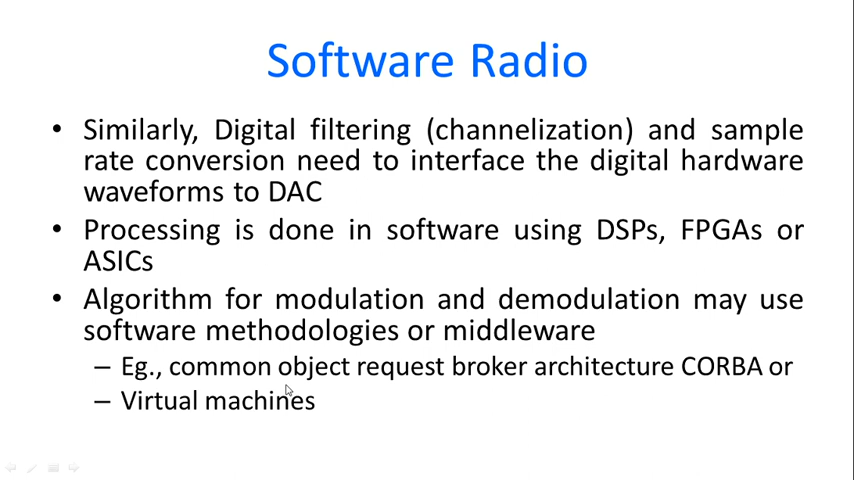 Software Radio
• Similarly, Digital filtering (channelization) and sample
rate conversion need to interface the digital hardware
waveforms to DAC
• Processing is done in software using DSPs, FPGAs or
ASICs
• Algorithm for modulation and demodulation may use
software methodologies or middleware
– Eg., common object request broker architecture CORBA or
– Virtual machines